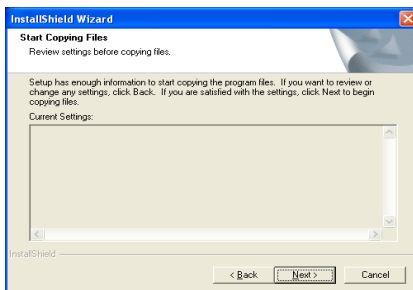 InstallShield Wizard
Start Copying Files
Review settings before copying files.
Setup has enough information to start copying the program files. If you want to review or
change any settings, click Back. If you are satisfied with the settings, click Next to begin
copying files.
Current Settings:
InstallShield
< Back
Next >
Cancel